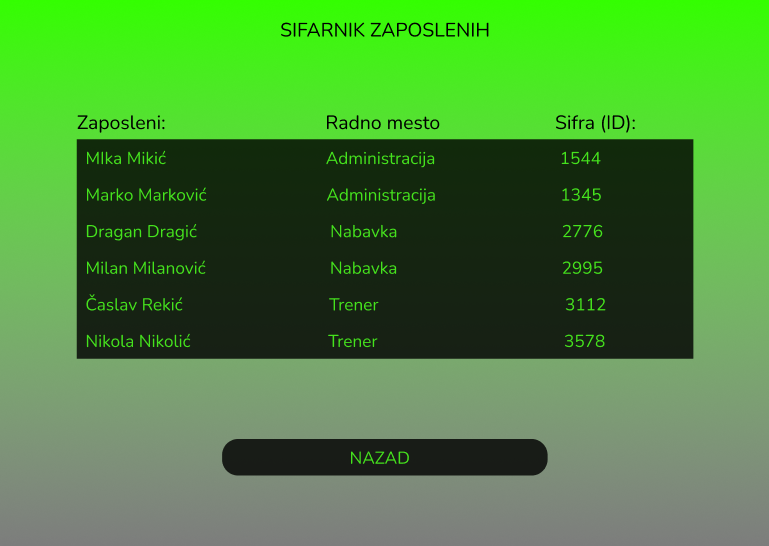 SIFARNIK ZAPOSLENIH
Zaposleni: Radno mesto Sifra (ID):
MIka Mikić Administracija 1544
Marko Marković Administracija 1345
Dragan Dragić Nabavka 2776
Milan Milanović Nabavka 2995
Časlav Rekić Trener 3112
Nikola Nikolić Trener 3578
NAZAD